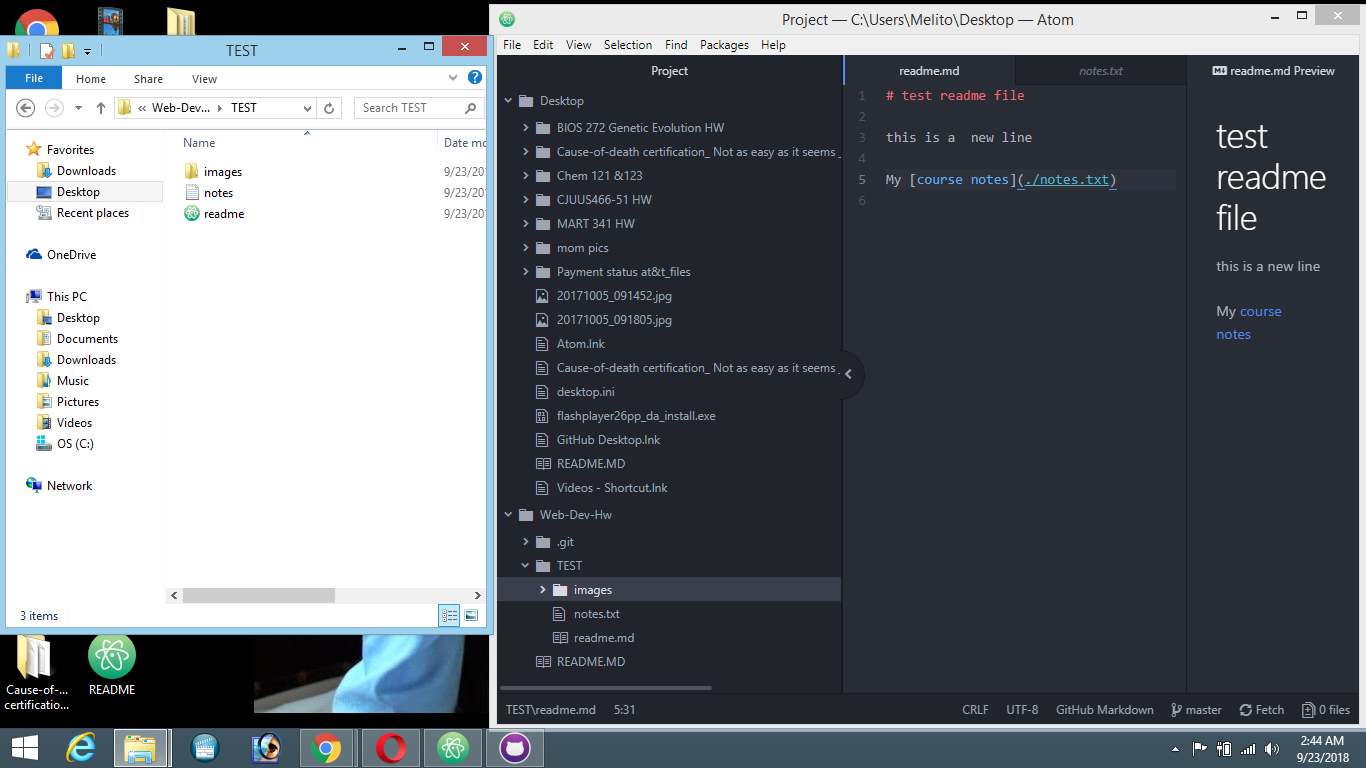 TEST
File
Home
Share
View
Web-Dev...
TEST
Search TEST
Favorites
Downloads
Desktop
Recent places
OneDrive
This PC
Desktop
Documents
Downloads
Music
Pictures
Videos
OS (C:)
Network
Name
Date mo
images
9/23/201
notes
9/23/201
readme
9/23/201
3 items
Cause-of-...
certificatio...
README
Project — C:\Users\Melito\Desktop — Atom
File Edit View Selection Find Packages Help
Project
Desktop
BIOS 272 Genetic Evolution HW
Cause-of-death certification_ Not as easy as it seems _
Chem 121 &123
CJUUS466-51 HW
MART 341 HW
mom pics
Payment status at&t_files
20171005_091452.jpg
20171005_091805.jpg
Atom.lnk
Cause-of-death certification_ Not as easy as it seems _
desktop.ini
flashplayer26pp_da_install.exe
GitHub Desktop.lnk
README.MD
Videos - Shortcut.lnk
Web-Dev-Hw
.git
TEST
images
notes.txt
readme.md
README.MD
readme.md
notes.txt
readme.md Preview
1 # test readme file
2
3 this is a  new line
4
5 My [course notes](./notes.txt)
6
test
readme
file
this is a new line
My course
notes
TEST\readme.md 5:31
CRLF UTF-8 GitHub Markdown master Fetch 0 files
2:44 AM
9/23/2018